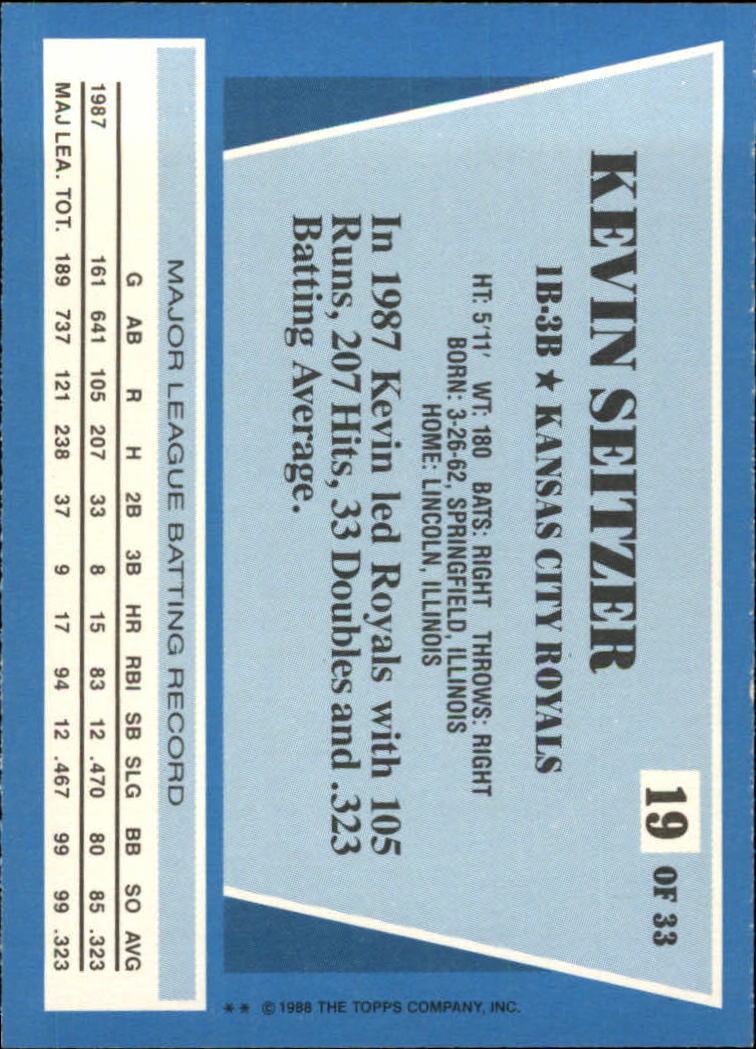 19 OF 33
KEVIN SEITZER
1B-3B ★ KANSAS CITY ROYALS
HT: 5'11' WT: 180 BATS: RIGHT THROWS: RIGHT
BORN: 3-26-62, SPRINGFIELD, ILLINOIS
HOME: LINCOLN, ILLINOIS
In 1987 Kevin led Royals with 105
Runs, 207 Hits, 33 Doubles and .323
Batting Average.
MAJOR LEAGUE BATTING RECORD
G AB R H 2B 3B HR RBI SB SLG BB SO AVG
1987 161 641 105 207 33 8 15 83 12 .470 80 85 .323
MAJ LEA. TOT. 189 737 121 238 37 9 17 94 12 .467 99 99 .323
** © 1988 THE TOPPS COMPANY, INC.